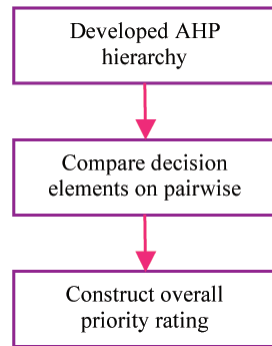 Developed AHP
hierarchy
Compare decision
elements on pairwise
Construct overall
priority rating